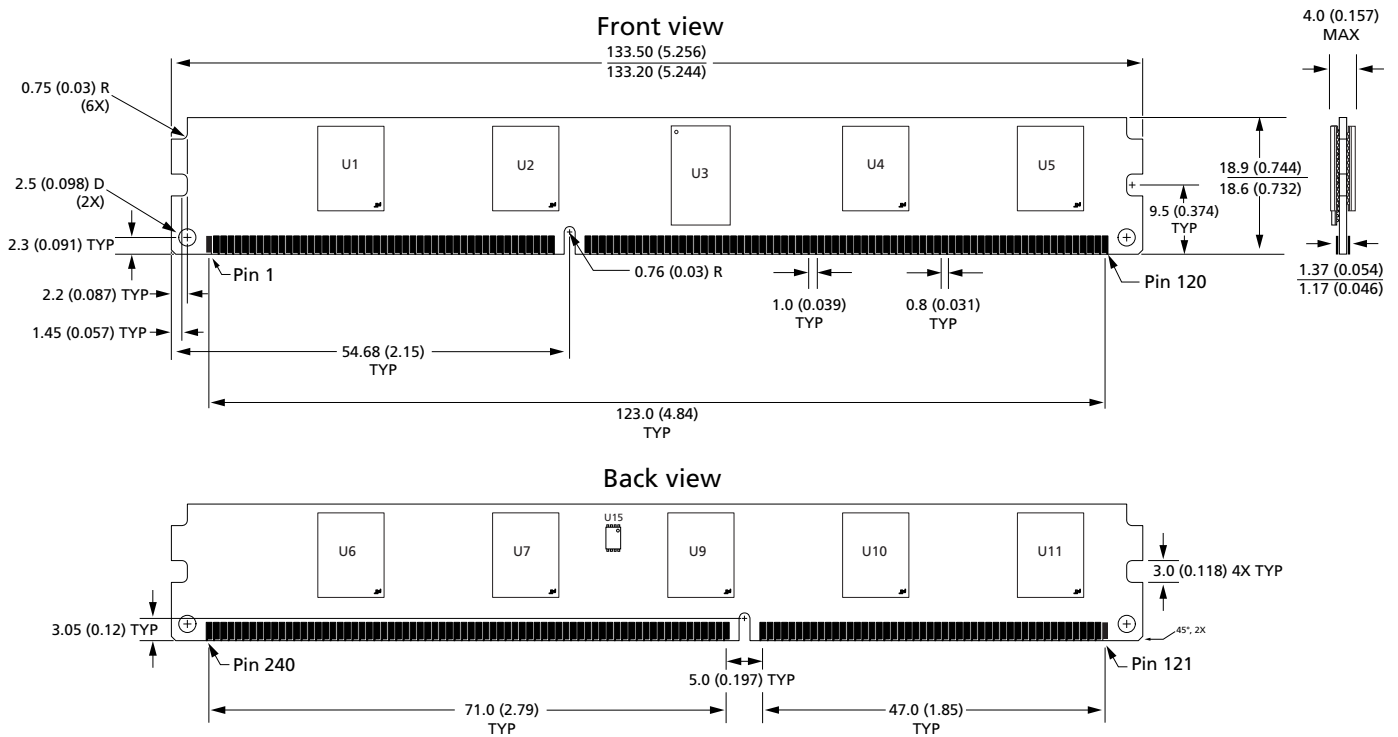 Front view
133.50 (5.256)
133.20 (5.244)
4.0 (0.157)
MAX
0.75 (0.03) R
(6X)
U1
U2
U3
U4
U5
2.5 (0.098) D
(2X)
18.9 (0.744)
18.6 (0.732)
9.5 (0.374)
TYP
2.3 (0.091) TYP
Pin 1
0.76 (0.03) R
Pin 120
1.37 (0.054)
1.17 (0.046)
2.2 (0.087) TYP
1.0 (0.039)
TYP
0.8 (0.031)
TYP
1.45 (0.057) TYP
54.68 (2.15)
TYP
123.0 (4.84)
TYP
Back view
U15
U6
U7
U9
U10
U11
3.0 (0.118) 4X TYP
3.05 (0.12) TYP
45°, 2X
Pin 240
Pin 121
5.0 (0.197) TYP
71.0 (2.79)
TYP
47.0 (1.85)
TYP